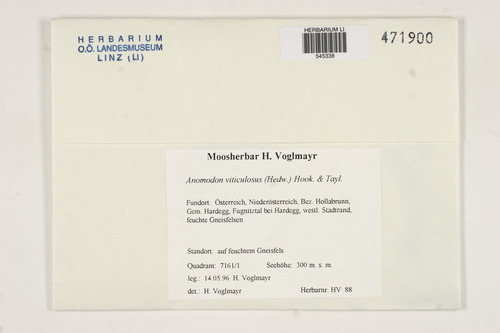 HERBARIUM
O.Ö. LANDESMUSEUM
LINZ (LI)
HERBARIUM LI
545338
471900
Moosherbar H. Voglmayr
Anomodon viticulosus (Hedw.) Hook. & Tayl.
Fundort: Österreich, Niederösterreich, Bez. Hollabrunn,
Gem. Hardegg, Fugnitztal bei Hardegg, westl. Stadtrand,
feuchte Gneisfelsen
Standort: auf feuchtem Gneisfels
Quadrant: 7161/1 Seehöhe: 300 m. s. m.
leg.: 14.05.96 H. Voglmayr
det.: H. Voglmayr Herbarnr. HV 88